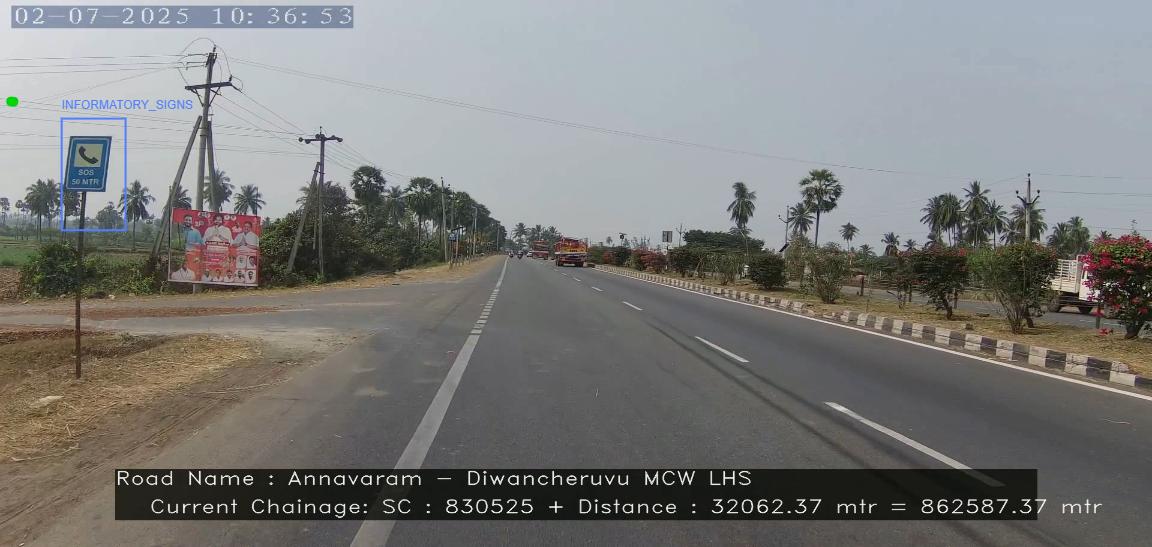 02-07-2025 10:36:53
INFORMATORY_SIGNS
SOS
50 MTR
Road Name : Annavaram - Diwancheruvu MCW LHS
Current Chainage: SC : 830525 + Distance : 32062.37 mtr = 862587.37 mtr